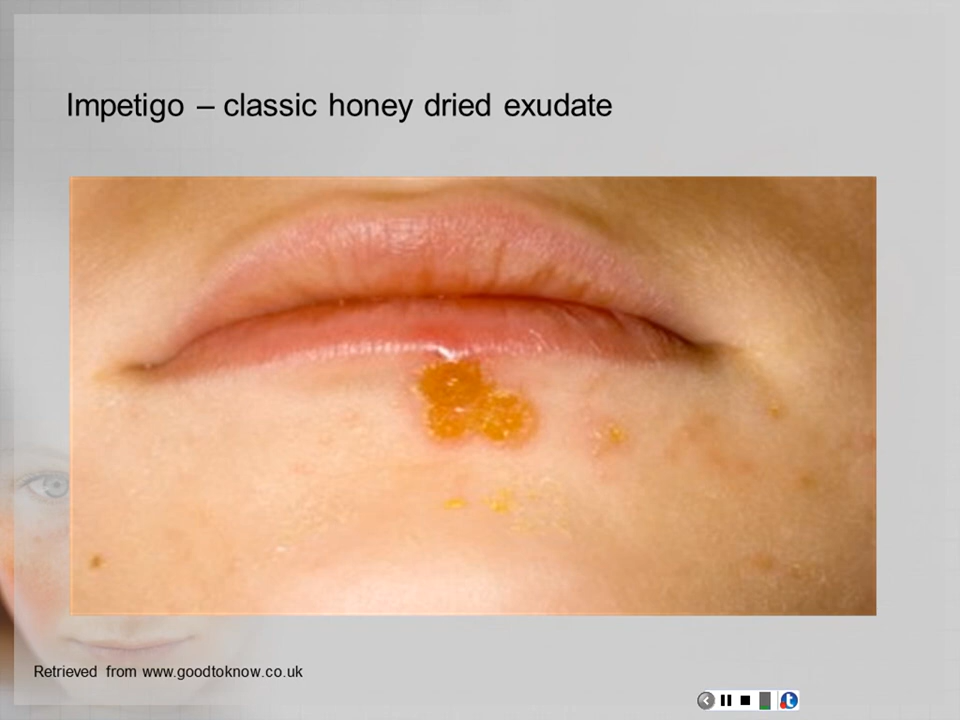 Impetigo – classic honey dried exudate
Retrieved from www.goodtoknow.co.uk